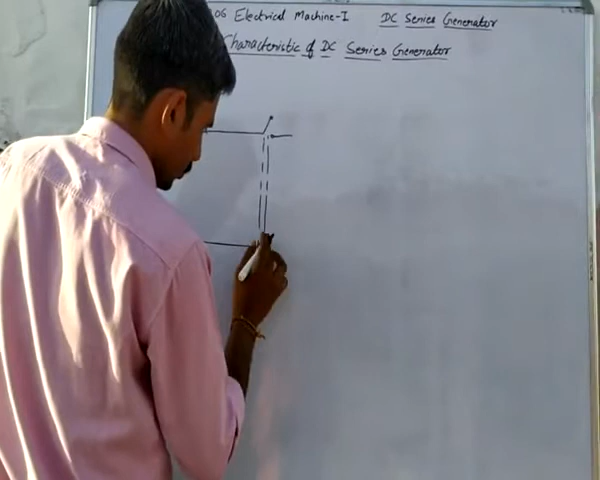 06 Electrical Machine-I DC Series Generator
Characteristic of DC Series Generator